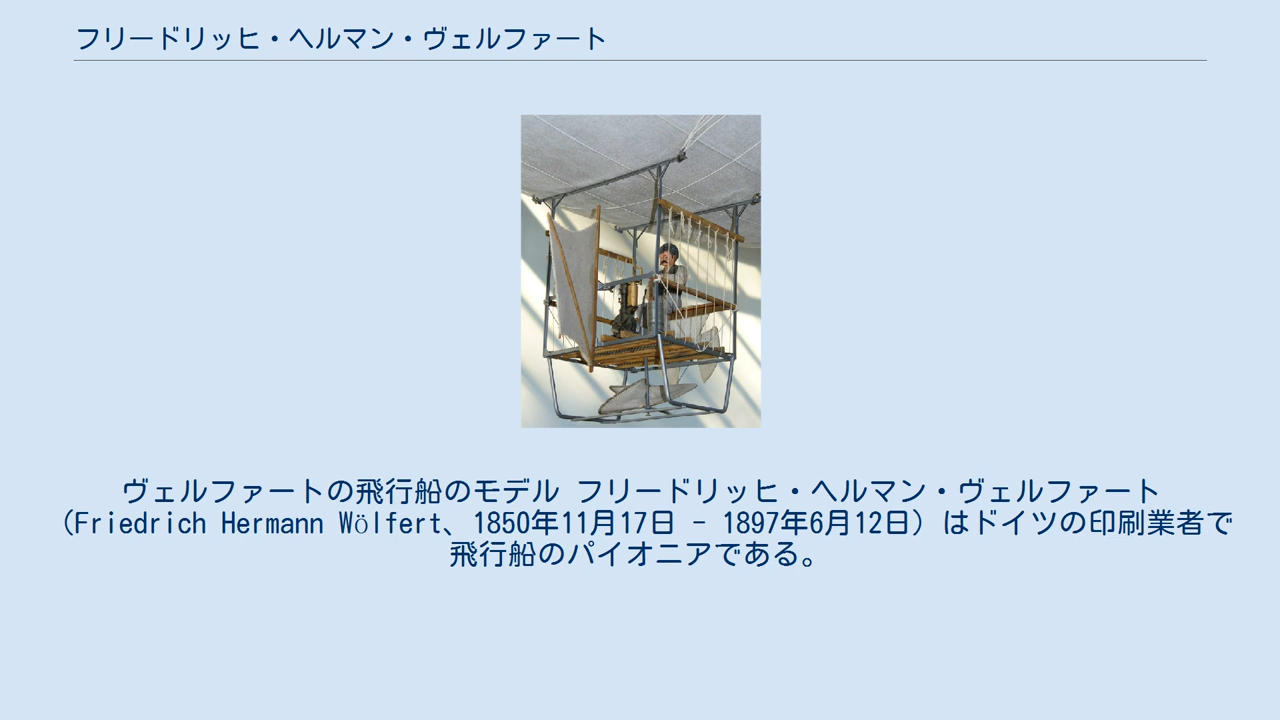 フリードリッヒ・ヘルマン・ヴェルファート
ヴェルファートの飛行船のモデル フリードリッヒ・ヘルマン・ヴェルファート
（Friedrich Hermann Wölfert、1850年11月17日 - 1897年6月12日）はドイツの印刷業者で
飛行船のパイオニアである。